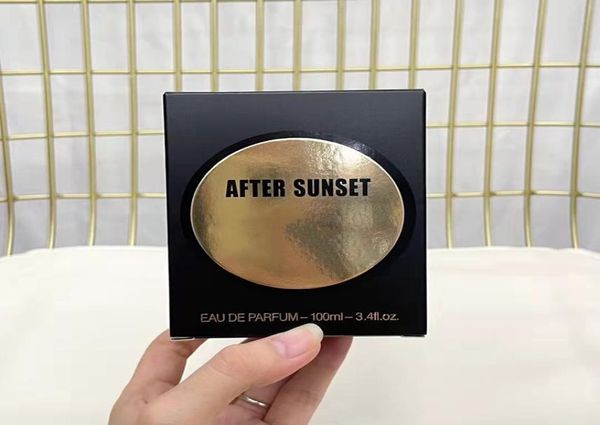 AFTER SUNSET
EAU DE PARFUM – 100ml – 3.4fl.oz.